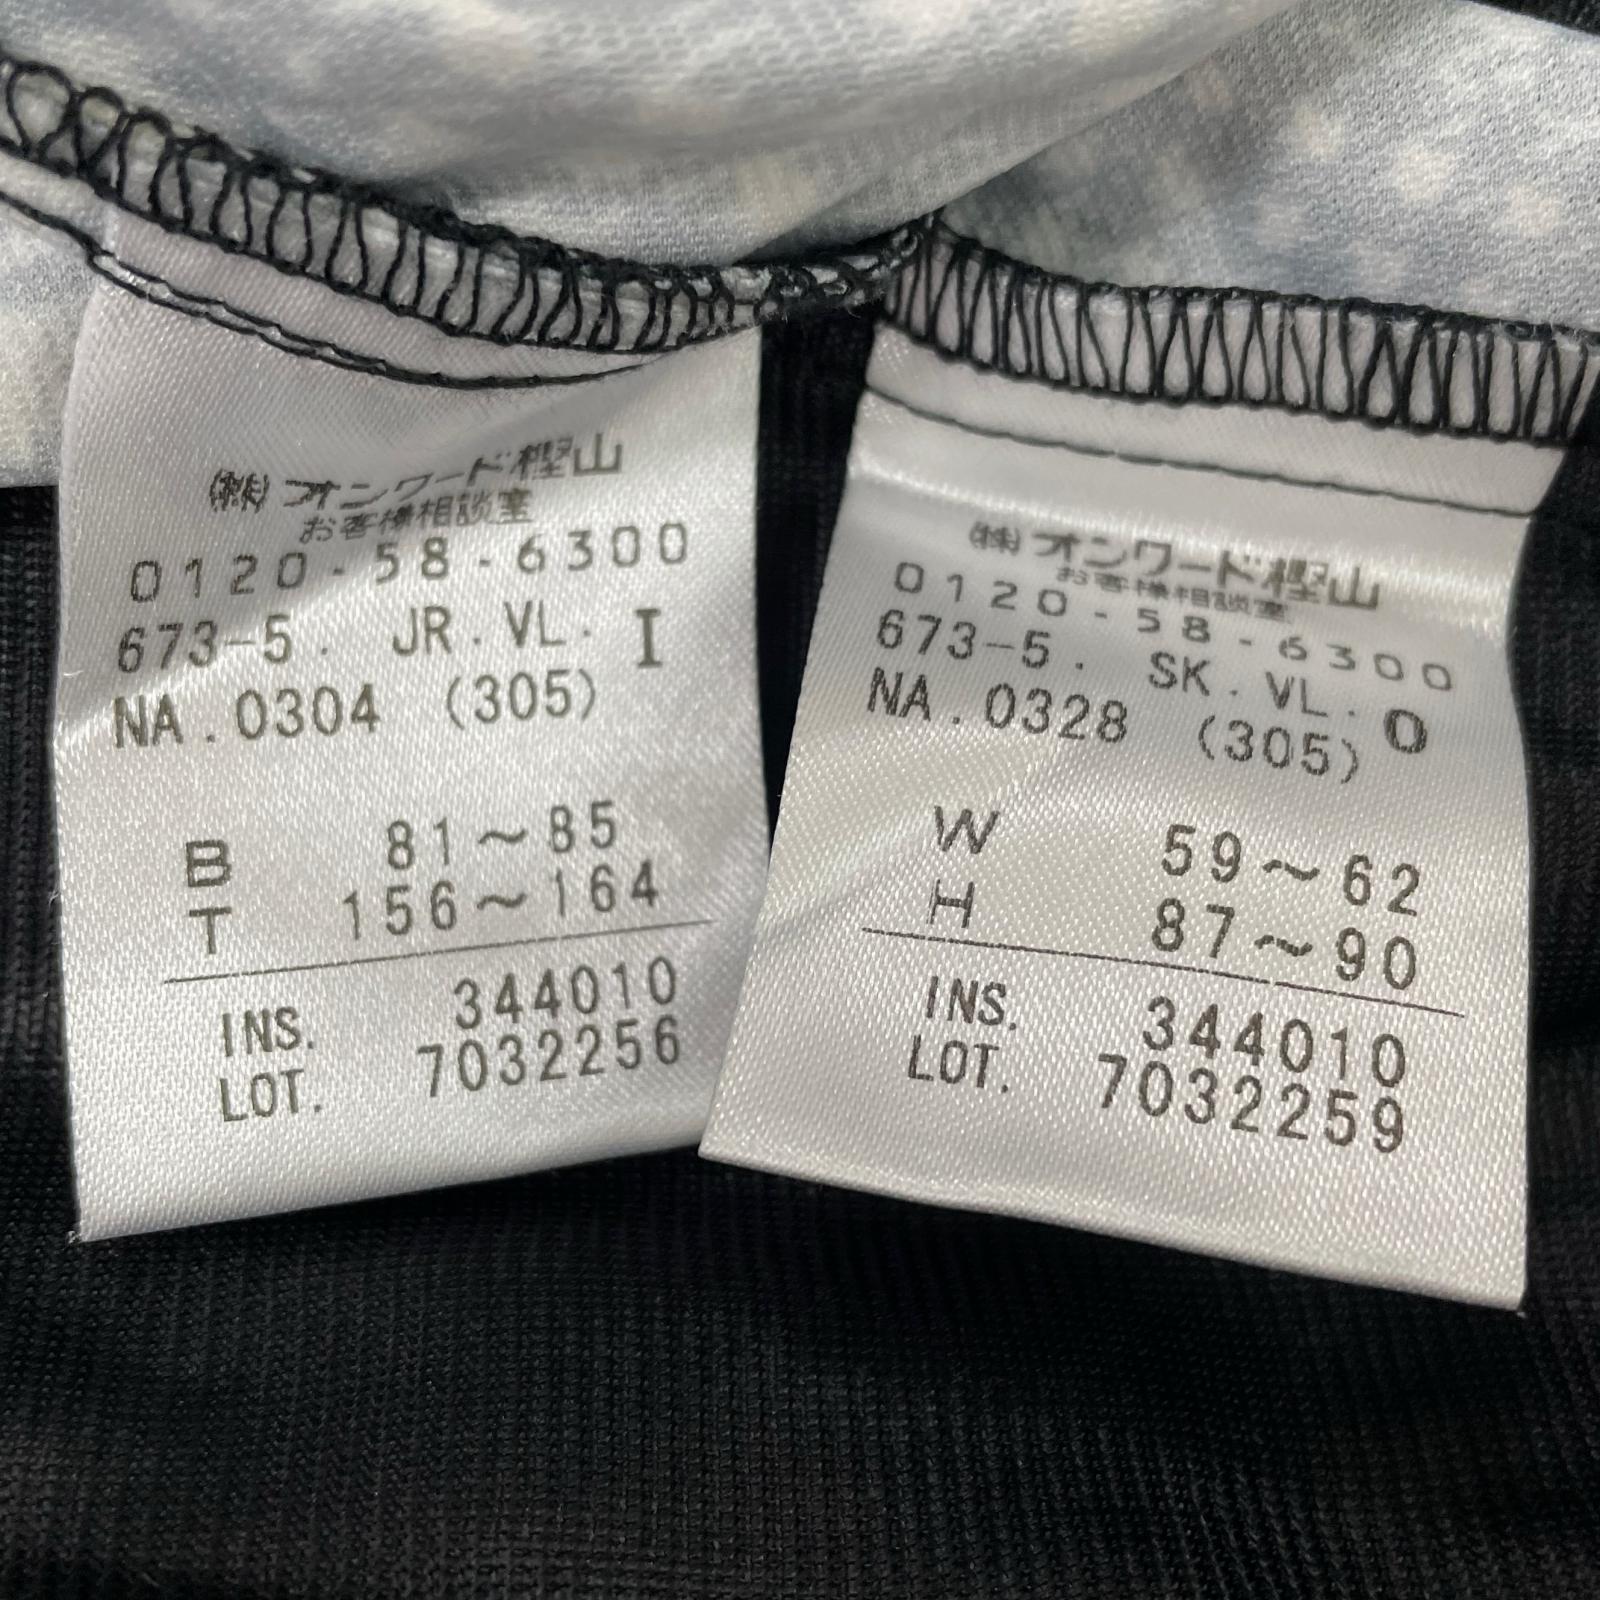 (株)オンワード樫山
お客様相談室
0120-58-6300
673-5. JR.VL. I
NA.0304 (305)
B 81~85
T 156~164
INS. 344010
LOT. 7032256
(株)オンワード樫山
お客様相談室
0120-58-6300
673-5. SK.VL. 0
NA.0328 (305)
W 59~62
H 87~90
INS. 344010
LOT. 7032259